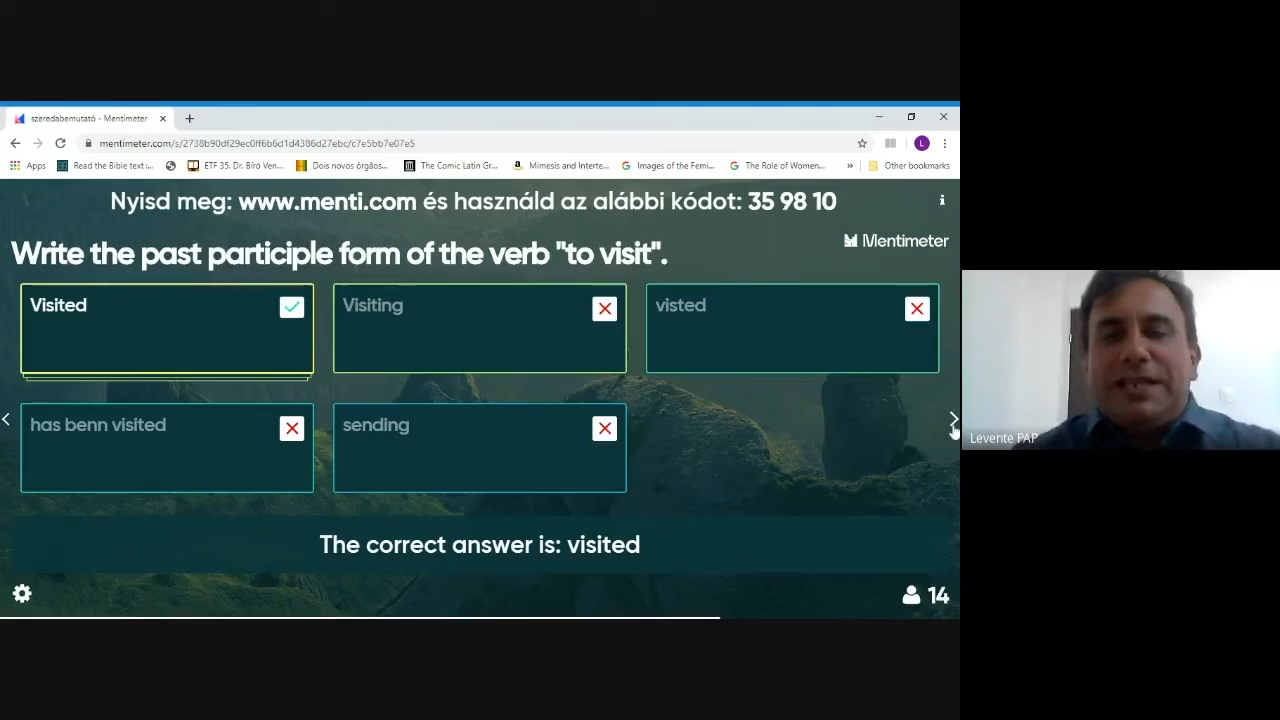 szeredabemutató - Mentimeter
mentimeter.com/s/2738b90df29ec0ff6b6d1d4386d27ebc/c7e5bb7e07e5
L
Apps Read the Bible text :... ETF 35. Dr. Bíró Ven... Dois novos órgãos... The Comic Latin Gr... Mimesis and Interte... Images of the Femi... The Role of Women... » Other bookmarks
Nyisd meg: www.menti.com és használd az alábbi kódot: 35 98 10
Mentimeter
Write the past participle form of the verb "to visit".
Visited
Visiting
visted
has benn visited
sending
The correct answer is: visited
14
Levente PAP